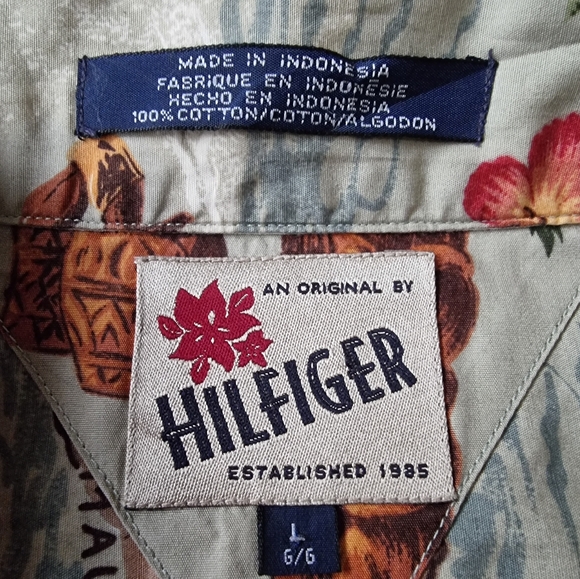 MADE IN INDONESIA
FABRIQUE EN INDONESIE
HECHO EN INDONESIA
100% COTTON/COTON/ALGODON
AN ORIGINAL BY
HILFIGER
ESTABLISHED 1985
L
G/G